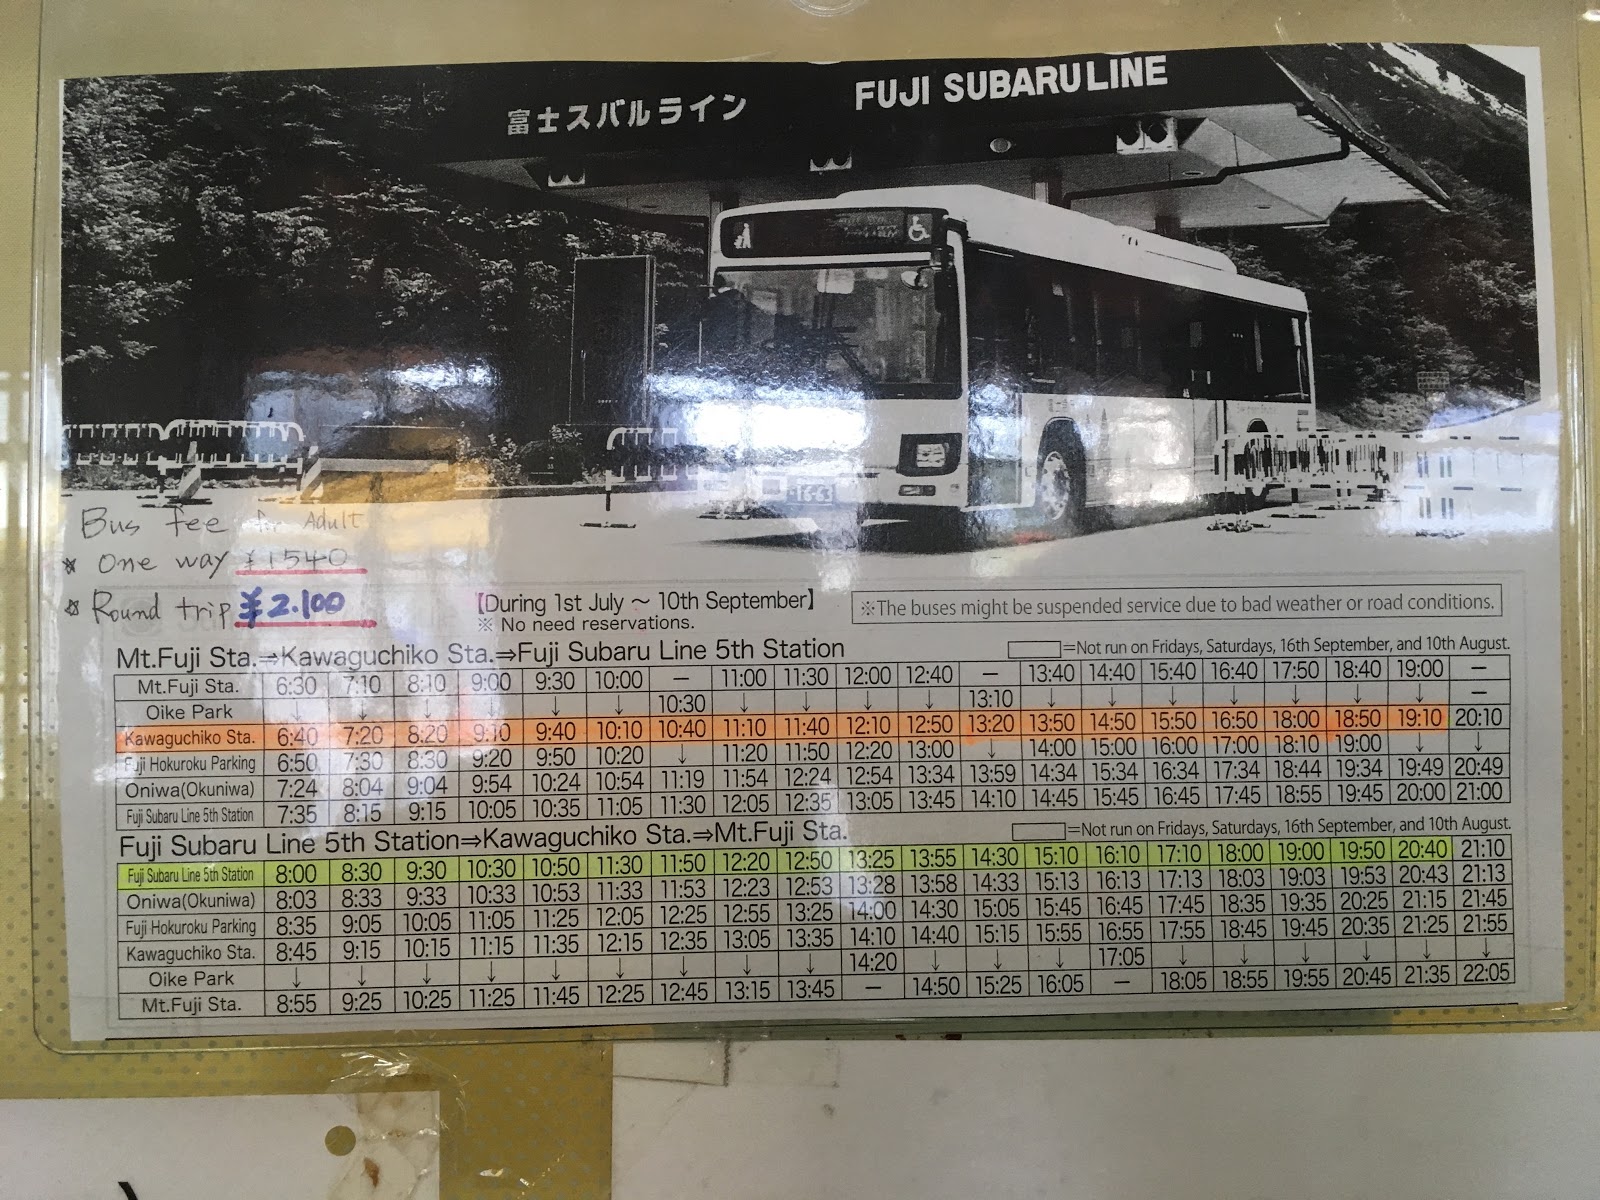 富士スバルライン
FUJI SUBARU LINE
1663
Bus fee for Adult
* One way ¥1540
* Round trip ¥2.100
【During 1st July ~ 10th September】
※ No need reservations.
※The buses might be suspended service due to bad weather or road conditions.
Mt.Fuji Sta.⇒Kawaguchiko Sta.⇒Fuji Subaru Line 5th Station
=Not run on Fridays, Saturdays, 16th September, and 10th August.
Mt.Fuji Sta. 6:30 7:10 8:10 9:00 9:30 10:00 — 11:00 11:30 12:00 12:40 — 13:40 14:40 15:40 16:40 17:50 18:40 19:00 —
Oike Park ↓ ↓ ↓ ↓ ↓ ↓ 10:30 ↓ ↓ ↓ ↓ 13:10 ↓ ↓ ↓ ↓ ↓ ↓ ↓ —
Kawaguchiko Sta. 6:40 7:20 8:20 9:10 9:40 10:10 10:40 11:10 11:40 12:10 12:50 13:20 13:50 14:50 15:50 16:50 18:00 18:50 19:10 20:10
Fuji Hokuroku Parking 6:50 7:30 8:30 9:20 9:50 10:20 ↓ 11:20 11:50 12:20 13:00 ↓ 14:00 15:00 16:00 17:00 18:10 19:00 ↓ ↓
Oniwa(Okuniwa) 7:24 8:04 9:04 9:54 10:24 10:54 11:19 11:54 12:24 12:54 13:34 13:59 14:34 15:34 16:34 17:34 18:44 19:34 19:49 20:49
Fuji Subaru Line 5th Station 7:35 8:15 9:15 10:05 10:35 11:05 11:30 12:05 12:35 13:05 13:45 14:10 14:45 15:45 16:45 17:45 18:55 19:45 20:00 21:00
Fuji Subaru Line 5th Station⇒Kawaguchiko Sta.⇒Mt.Fuji Sta.
=Not run on Fridays, Saturdays, 16th September, and 10th August.
Fuji Subaru Line 5th Station 8:00 8:30 9:30 10:30 10:50 11:30 11:50 12:20 12:50 13:25 13:55 14:30 15:10 16:10 17:10 18:00 19:00 19:50 20:40 21:10
Oniwa(Okuniwa) 8:03 8:33 9:33 10:33 10:53 11:33 11:53 12:23 12:53 13:28 13:58 14:33 15:13 16:13 17:13 18:03 19:03 19:53 20:43 21:13
Fuji Hokuroku Parking 8:35 9:05 10:05 11:05 11:25 12:05 12:25 12:55 13:25 14:00 14:30 15:05 15:45 16:45 17:45 18:35 19:35 20:25 21:15 21:45
Kawaguchiko Sta. 8:45 9:15 10:15 11:15 11:35 12:15 12:35 13:05 13:35 14:10 14:40 15:15 15:55 16:55 17:55 18:45 19:45 20:35 21:25 21:55
Oike Park ↓ ↓ ↓ ↓ ↓ ↓ ↓ ↓ ↓ 14:20 ↓ ↓ ↓ 17:05 ↓ ↓ ↓ ↓ ↓ ↓
Mt.Fuji Sta. 8:55 9:25 10:25 11:25 11:45 12:25 12:45 13:15 13:45 — 14:50 15:25 16:05 — 18:05 18:55 19:55 20:45 21:35 22:05